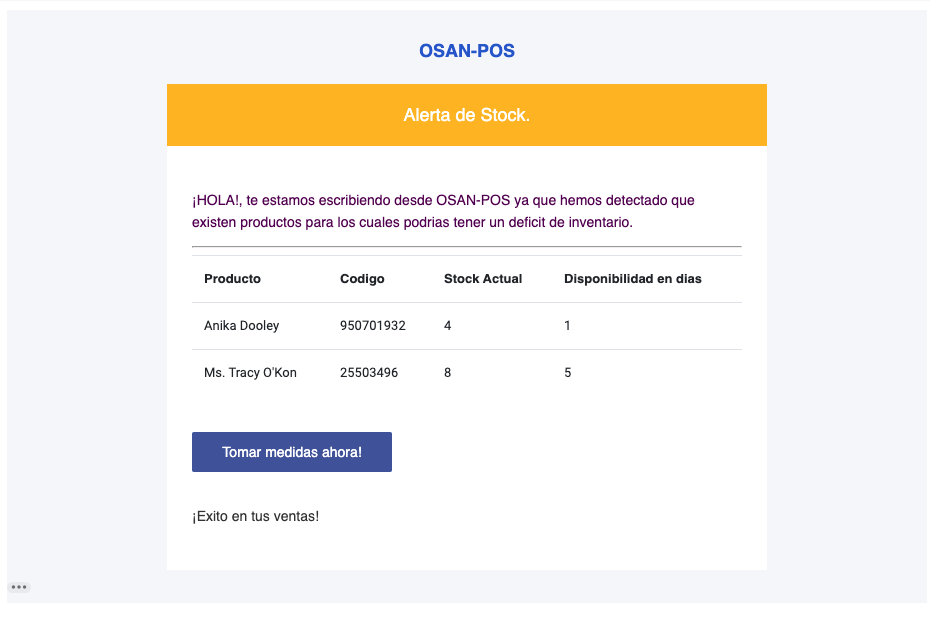 OSAN-POS
Alerta de Stock.
¡HOLA!, te estamos escribiendo desde OSAN-POS ya que hemos detectado que
existen productos para los cuales podrias tener un deficit de inventario.
Producto Codigo Stock Actual Disponibilidad en dias
Anika Dooley 950701932 4 1
Ms. Tracy O'Kon 25503496 8 5
Tomar medidas ahora!
¡Exito en tus ventas!